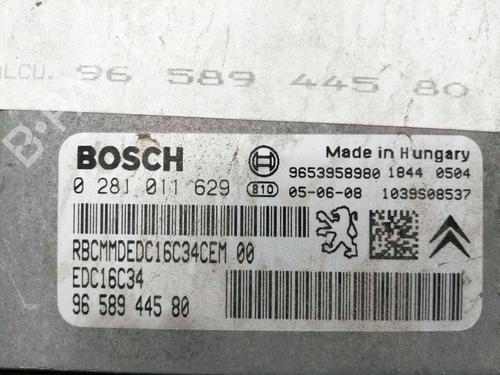 ALCU. 96 589 445 80
BOSCH
Made in Hungary
9653958980 1844 0504
0 281 011 629 810 05-06-08 1039S08537
RBCMMDEDC16C34CEM 00
EDC16C34
96 589 445 80